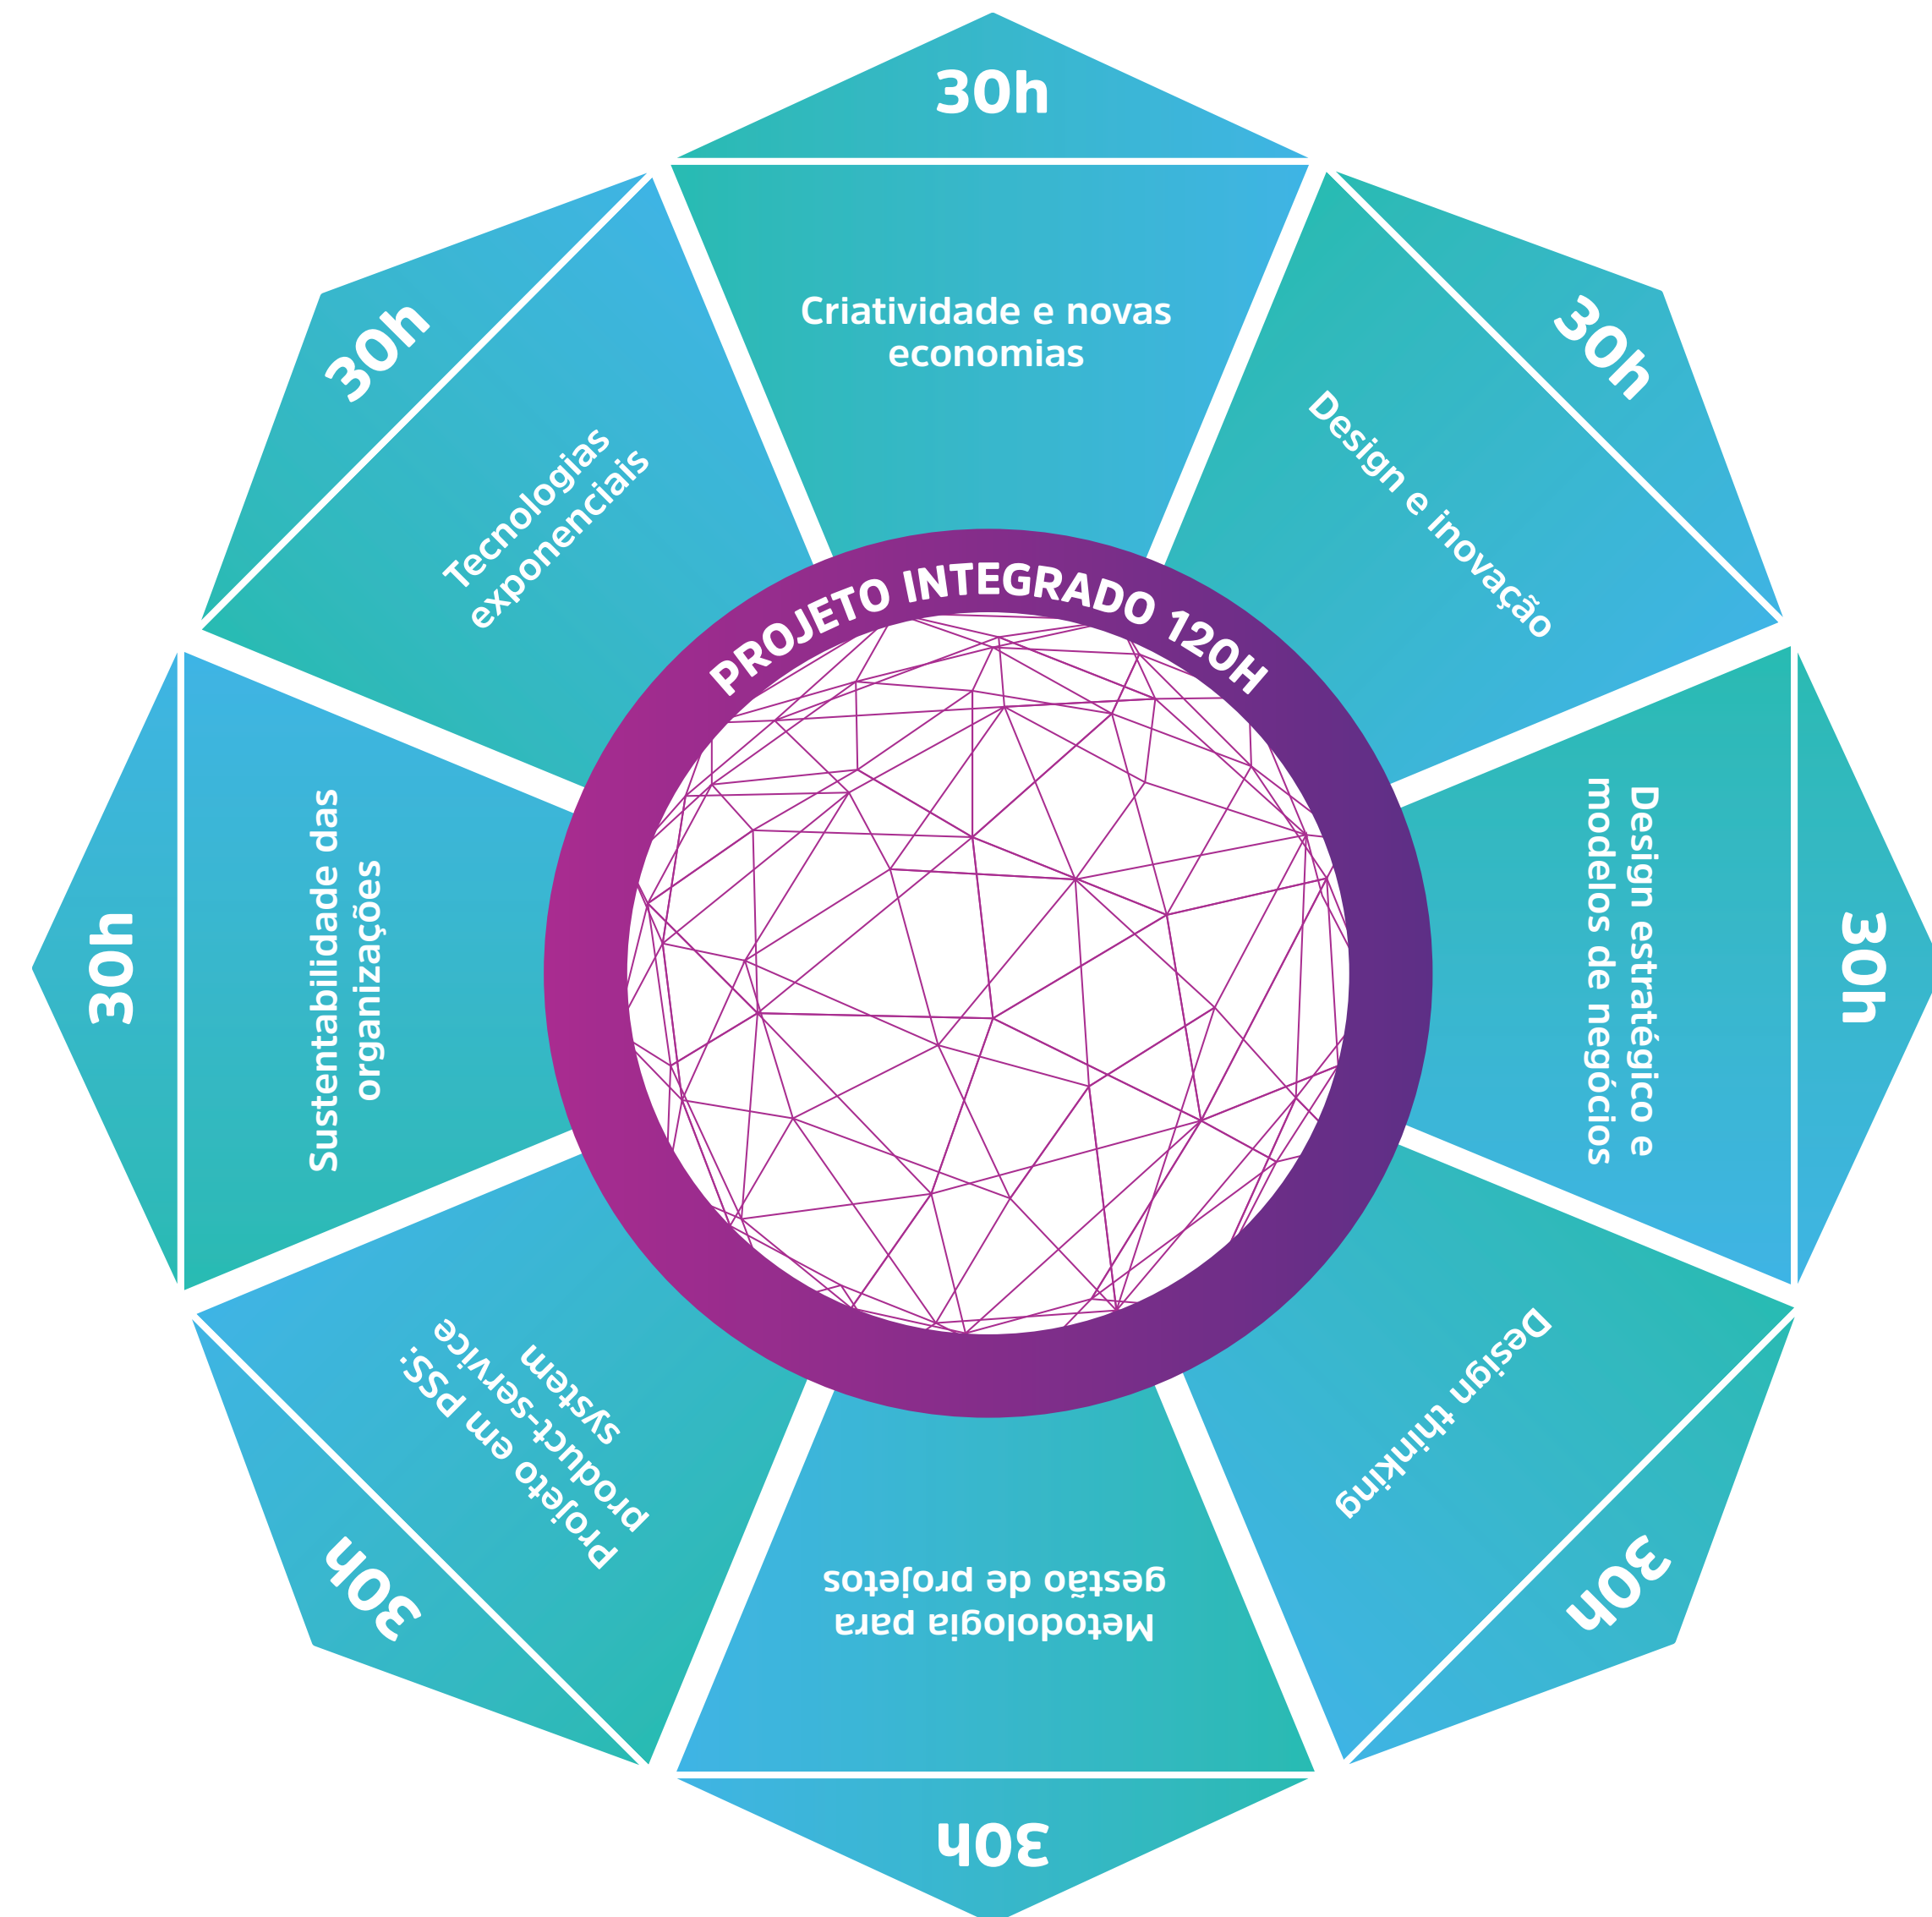 30h
Criatividade e novas
economias
30h
Design e inovação
30h
Design estratégico e
modelos de negócios
30h
Design thinking
30h
Metodologia para
gestão de projetos
30h
Projeto em PSS:
product-service
system
30h
Sustentabilidade das
organizações
30h
Tecnologias
exponenciais
PROJETO INTEGRADO 120H